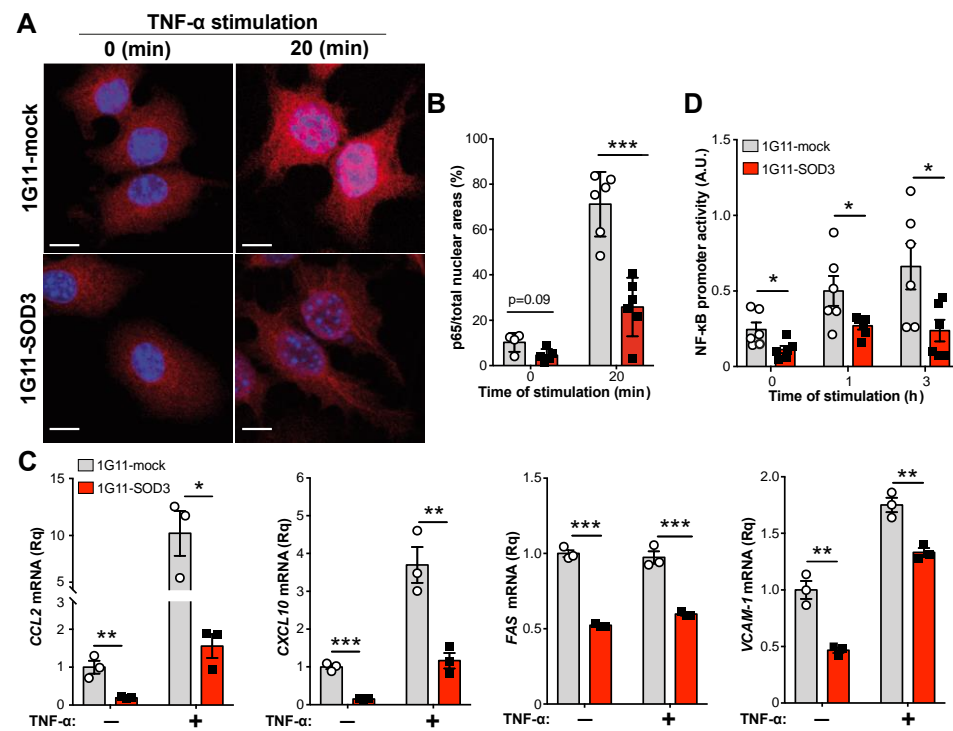 A
TNF-α stimulation
0 (min)
20 (min)
1G11-mock
1G11-SOD3
B
p65/total nuclear areas (%)
100
80
60
40
20
0
p=0.09
***
0
20
Time of stimulation (min)
D
NF-κB promoter activity (A.U.)
1.5
1.0
0.5
0
1G11-mock
1G11-SOD3
*
*
*
0
1
3
Time of stimulation (h)
C
1G11-mock
1G11-SOD3
CCL2 mRNA (Rq)
15
10
5
3
2
1
0
**
*
TNF-α:
—
+
CXCL10 mRNA (Rq)
6
5
4
3
2
1
0
***
**
TNF-α:
—
+
FAS mRNA (Rq)
1.5
1.0
0.5
0
***
***
TNF-α:
—
+
VCAM-1 mRNA (Rq)
2.0
1.5
1.0
0.5
0
**
**
TNF-α:
—
+